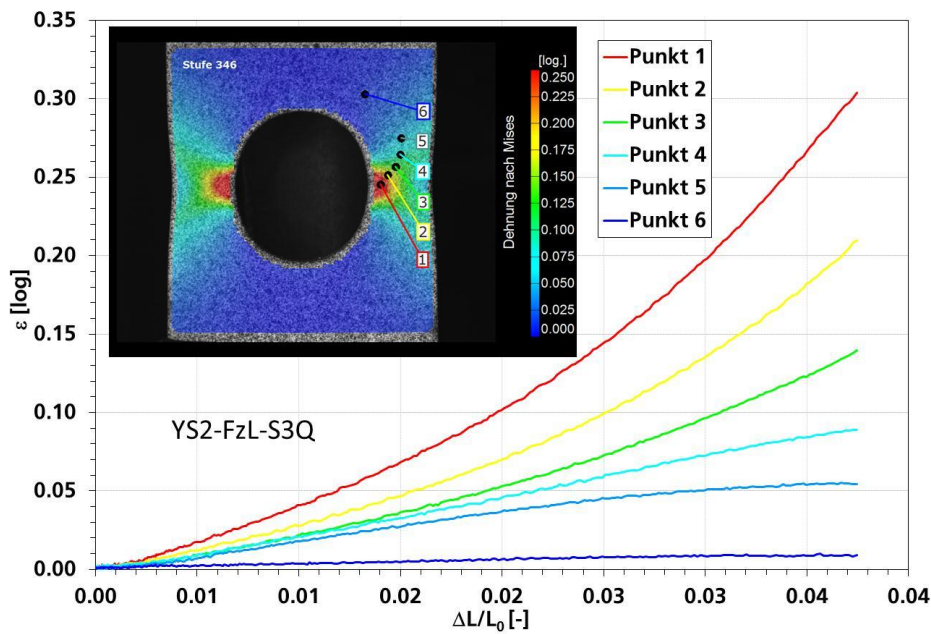 0.35
0.30
0.25
0.20
0.15
0.10
0.05
0.00
ε [log]
Stufe 346
6
5
4
3
2
1
Dehnung nach Mises
[log.]
0.250
0.225
0.200
0.175
0.150
0.125
0.100
0.075
0.050
0.025
0.000
Punkt 1
Punkt 2
Punkt 3
Punkt 4
Punkt 5
Punkt 6
YS2-FzL-S3Q
0.00 0.01 0.01 0.02 0.02 0.03 0.03 0.04 0.04
ΔL/L₀ [-]